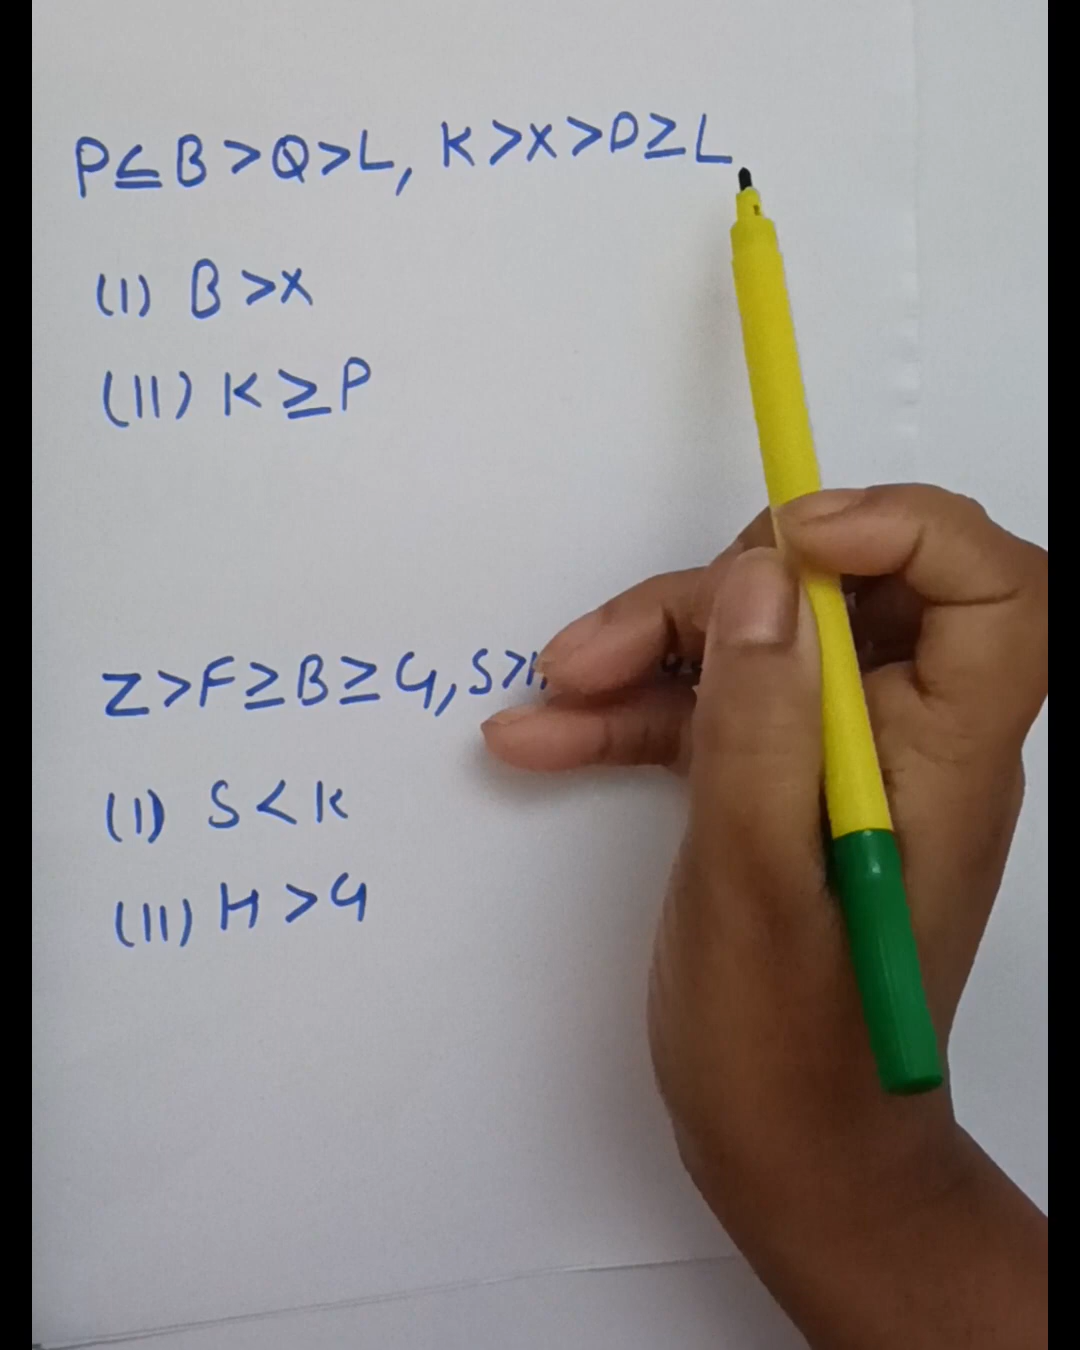 P≤B>Q>L, K>X>D≥L
(I) B>X
(II) K≥P
Z>F≥B≥G, S>
(I) S<K
(II) H>G